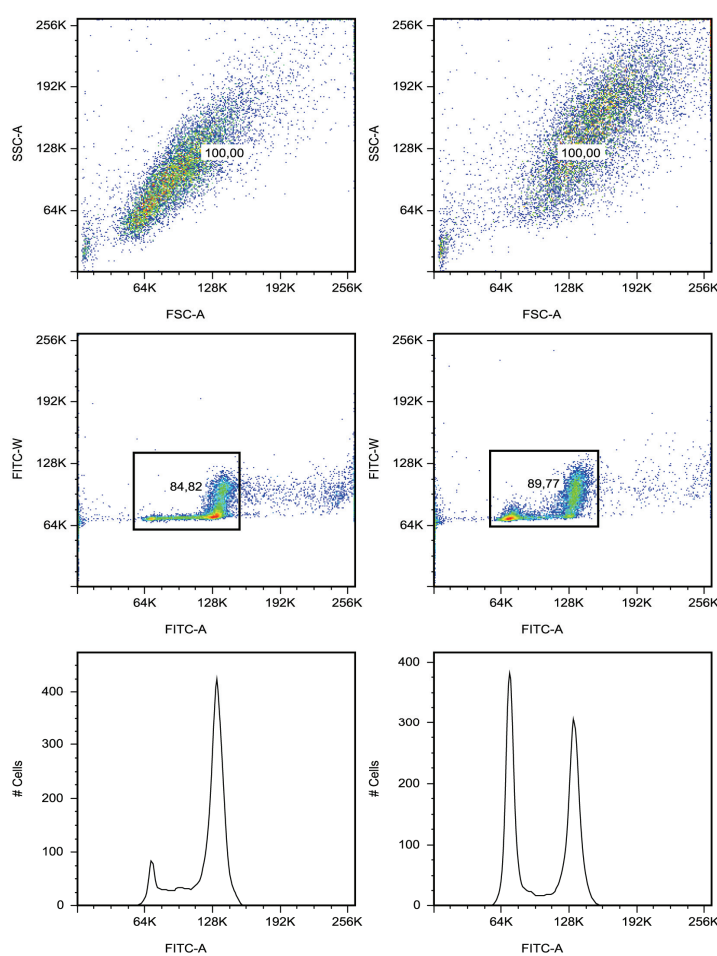 256K
192K
128K
64K
SSC-A
100,00
64K 128K 192K 256K
FSC-A
256K
192K
128K
64K
SSC-A
100,00
64K 128K 192K 256K
FSC-A
256K
192K
128K
64K
FITC-W
84,82
64K 128K 192K 256K
FITC-A
256K
192K
128K
64K
FITC-W
89,77
64K 128K 192K 256K
FITC-A
400
300
200
100
0
# Cells
64K 128K 192K 256K
FITC-A
400
300
200
100
0
# Cells
64K 128K 192K 256K
FITC-A